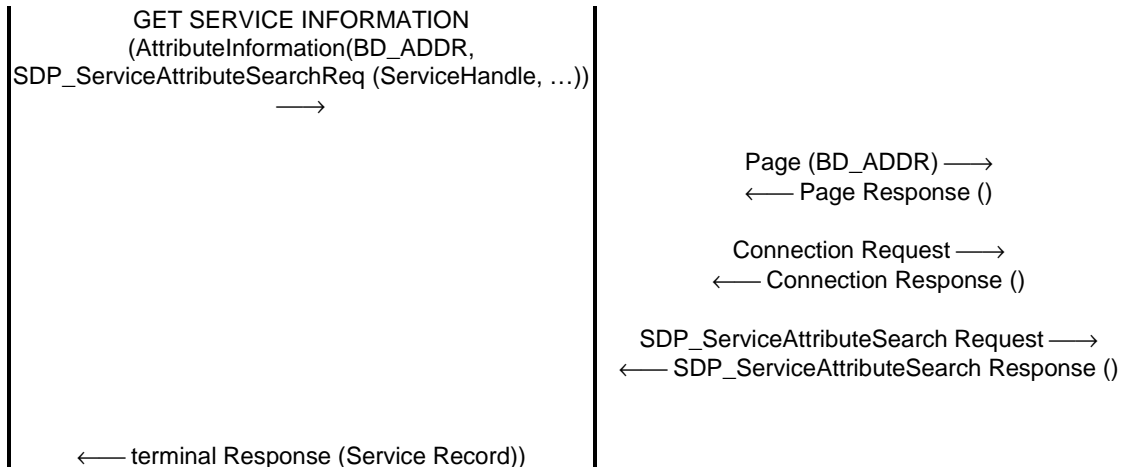 GET SERVICE INFORMATION
(AttributeInformation(BD_ADDR,
SDP_ServiceAttributeSearchReq (ServiceHandle, …))
⟶
Page (BD_ADDR) ⟶
⟵ Page Response ()
Connection Request ⟶
⟵ Connection Response ()
SDP_ServiceAttributeSearch Request ⟶
⟵ SDP_ServiceAttributeSearch Response ()
⟵ terminal Response (Service Record))